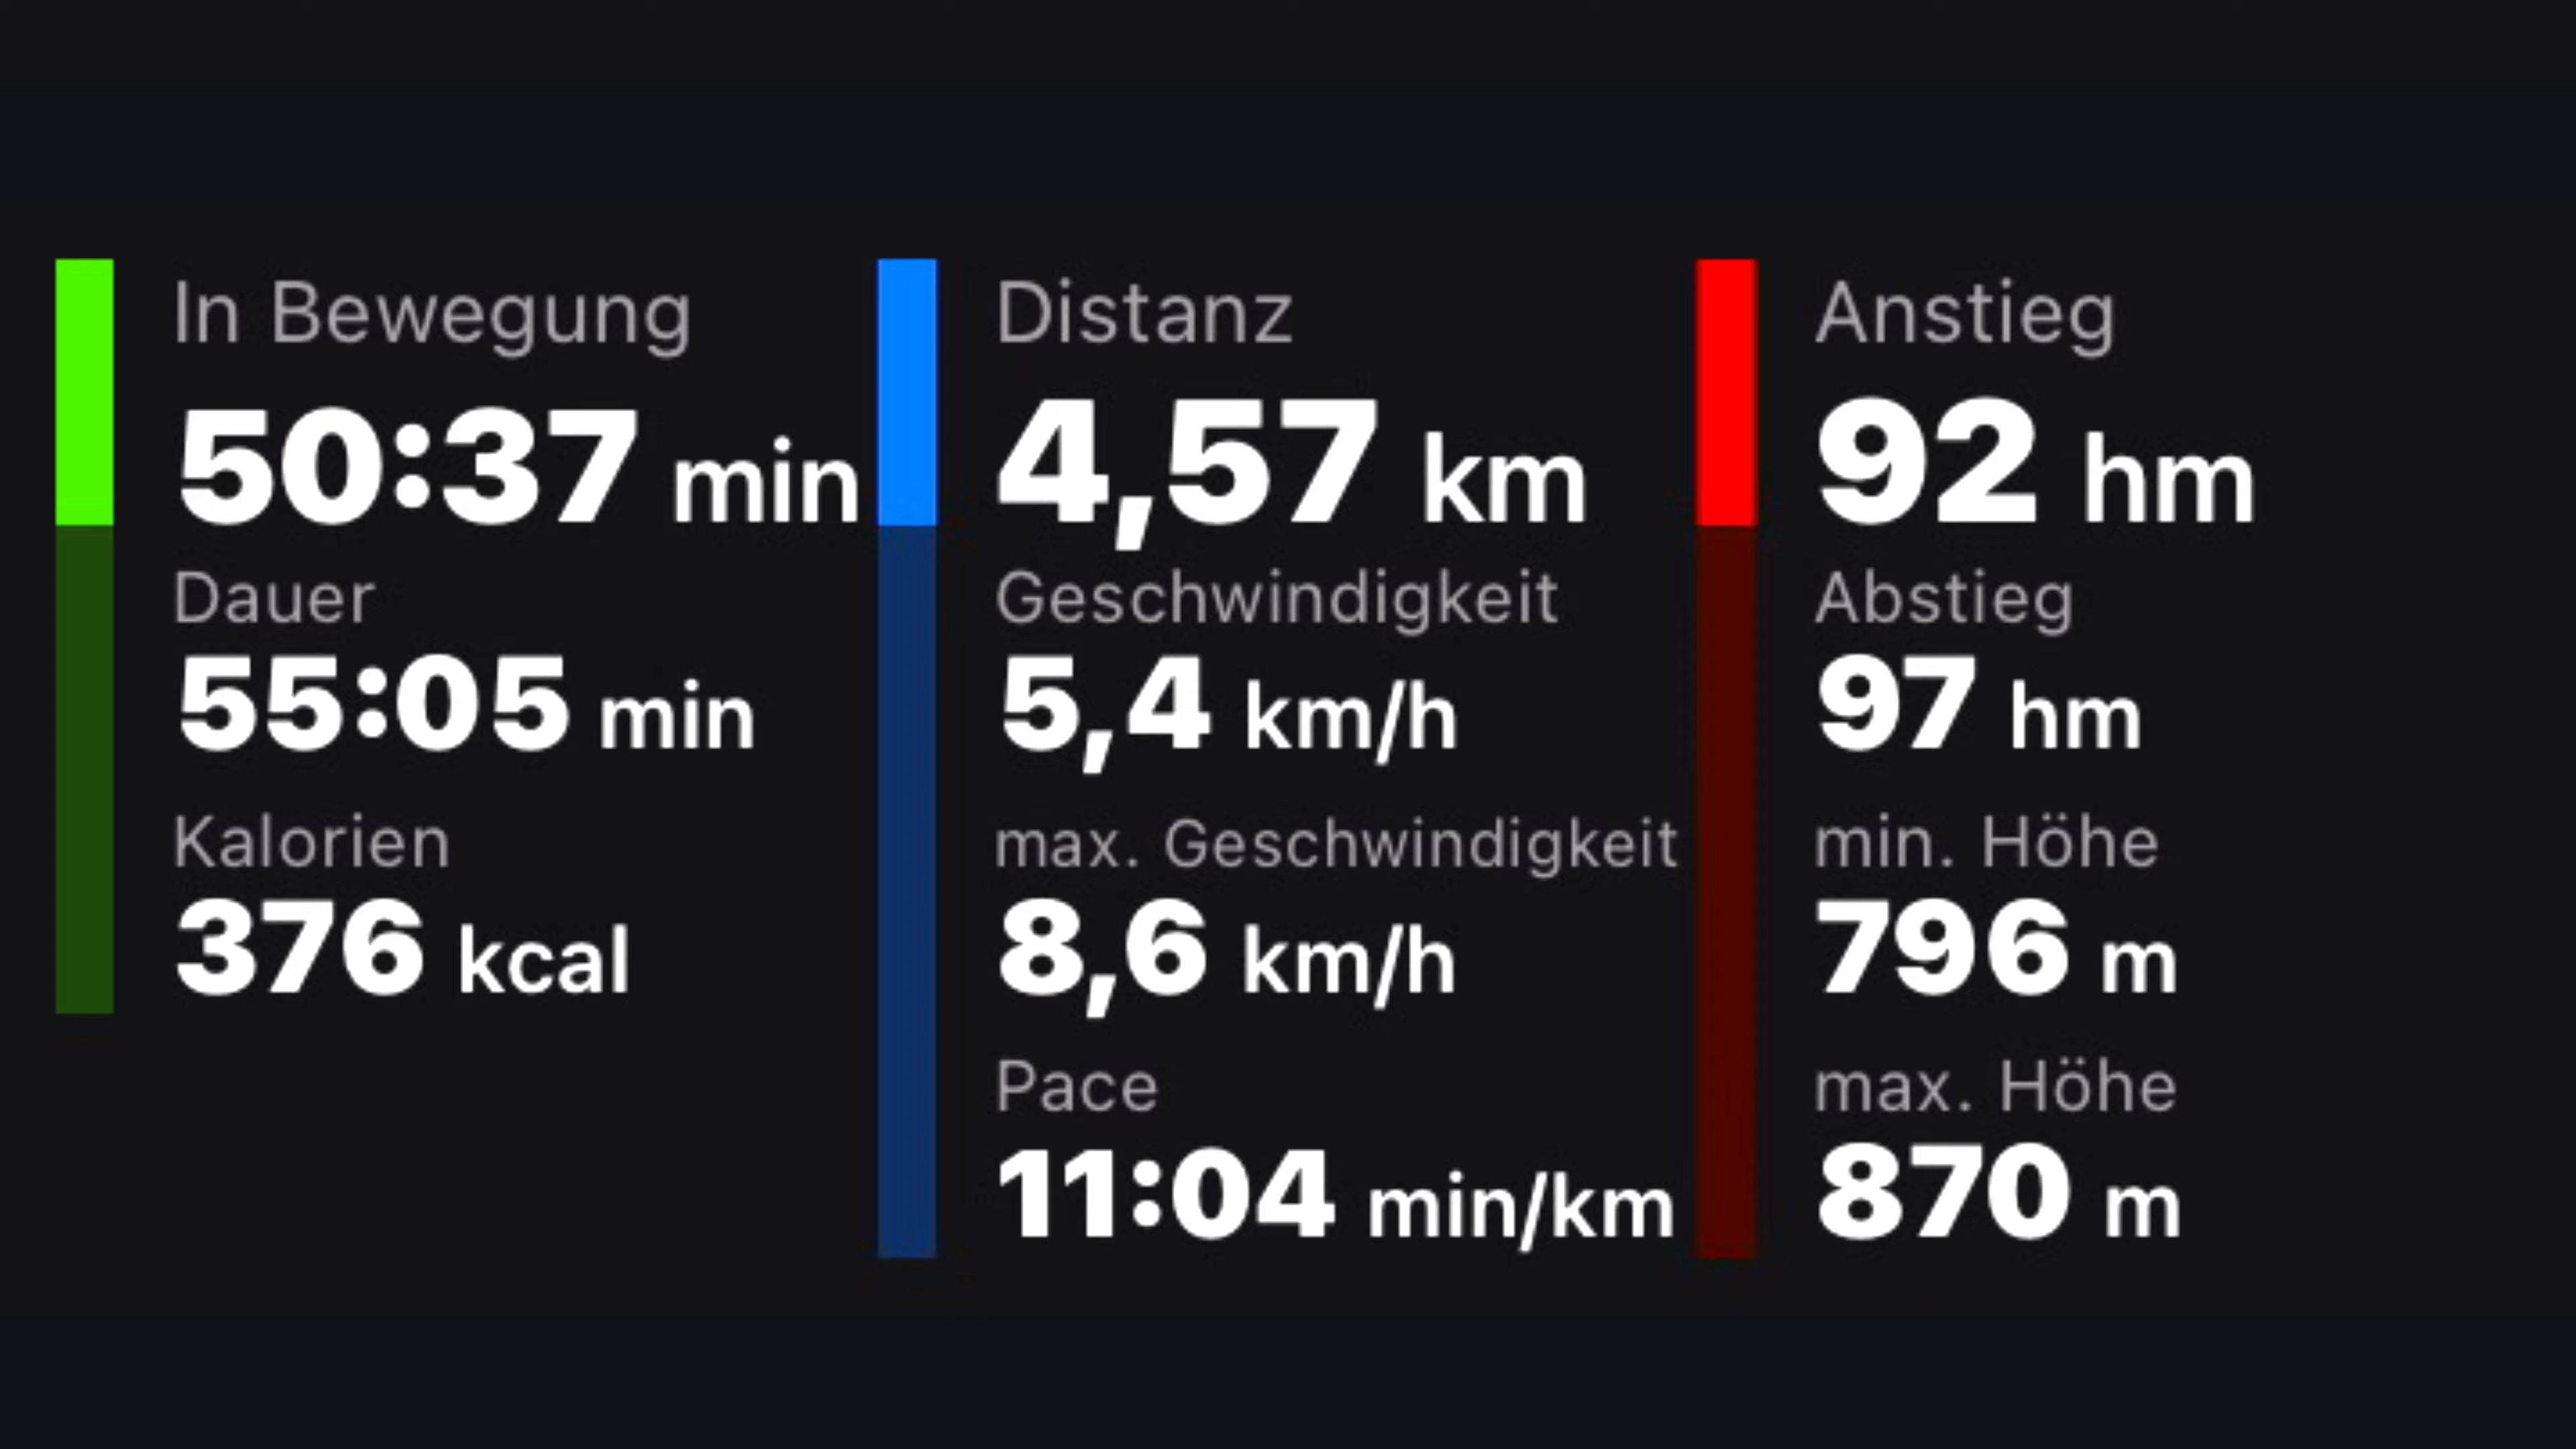 In Bewegung
50:37 min
Dauer
55:05 min
Kalorien
376 kcal
Distanz
4,57 km
Geschwindigkeit
5,4 km/h
max. Geschwindigkeit
8,6 km/h
Pace
11:04 min/km
Anstieg
92 hm
Abstieg
97 hm
min. Höhe
796 m
max. Höhe
870 m